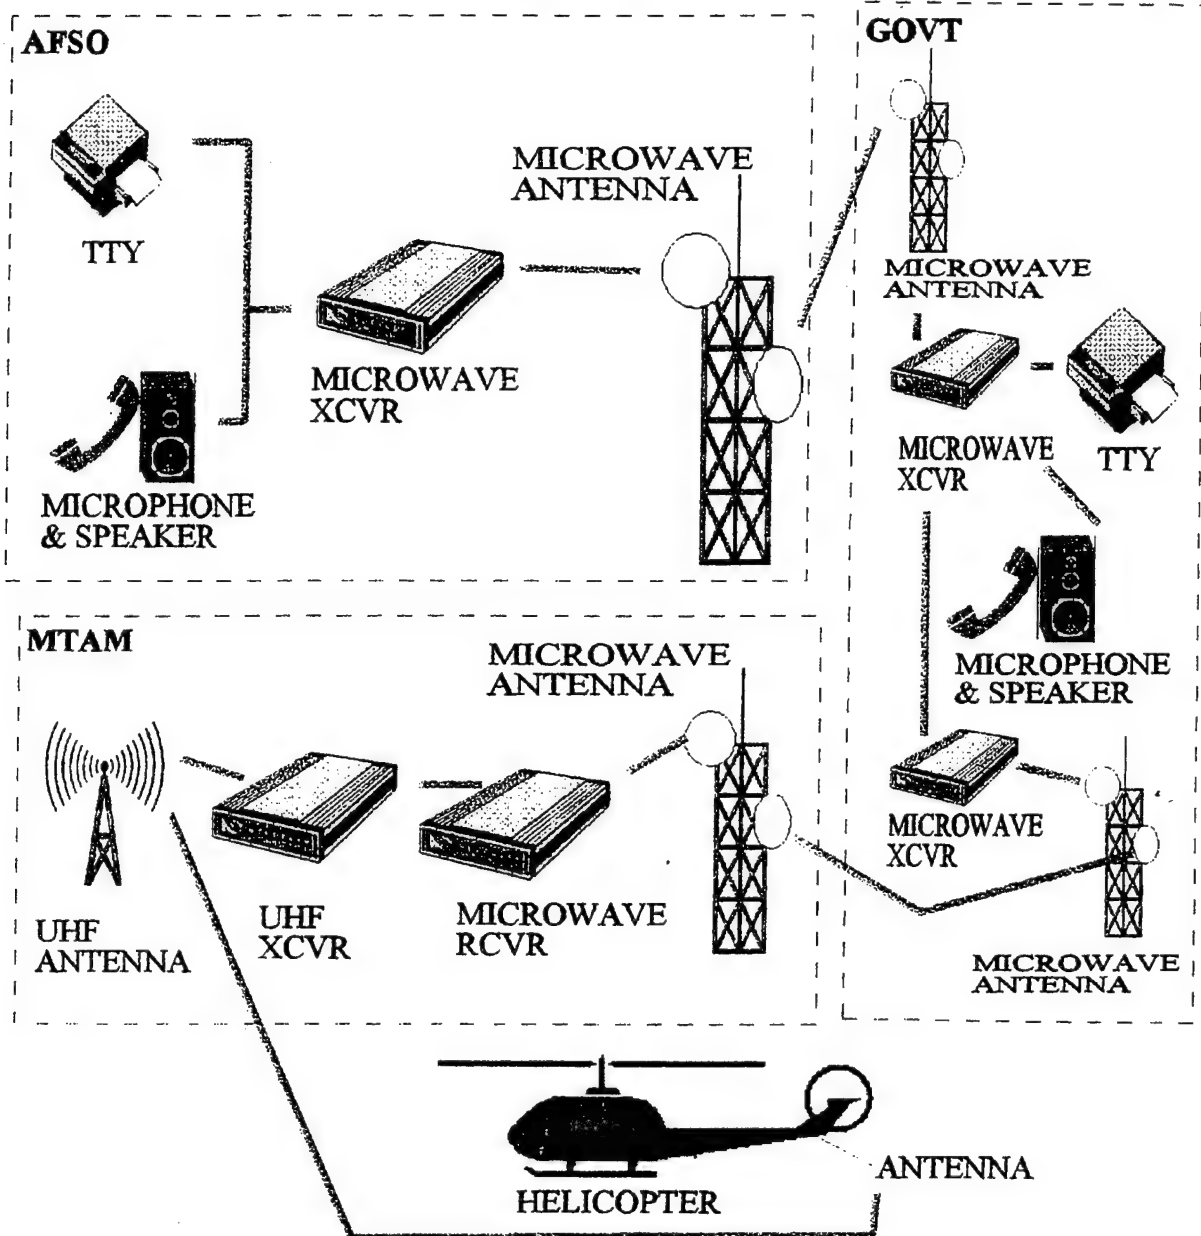 AFSO
TTY
MICROPHONE
& SPEAKER
MICROWAVE
XCVR
MICROWAVE
ANTENNA
GOVT
MICROWAVE
ANTENNA
MICROWAVE
XCVR
TTY
MICROPHONE
& SPEAKER
MICROWAVE
XCVR
MICROWAVE
ANTENNA
MTAM
UHF
ANTENNA
UHF
XCVR
MICROWAVE
RCVR
MICROWAVE
ANTENNA
HELICOPTER
ANTENNA